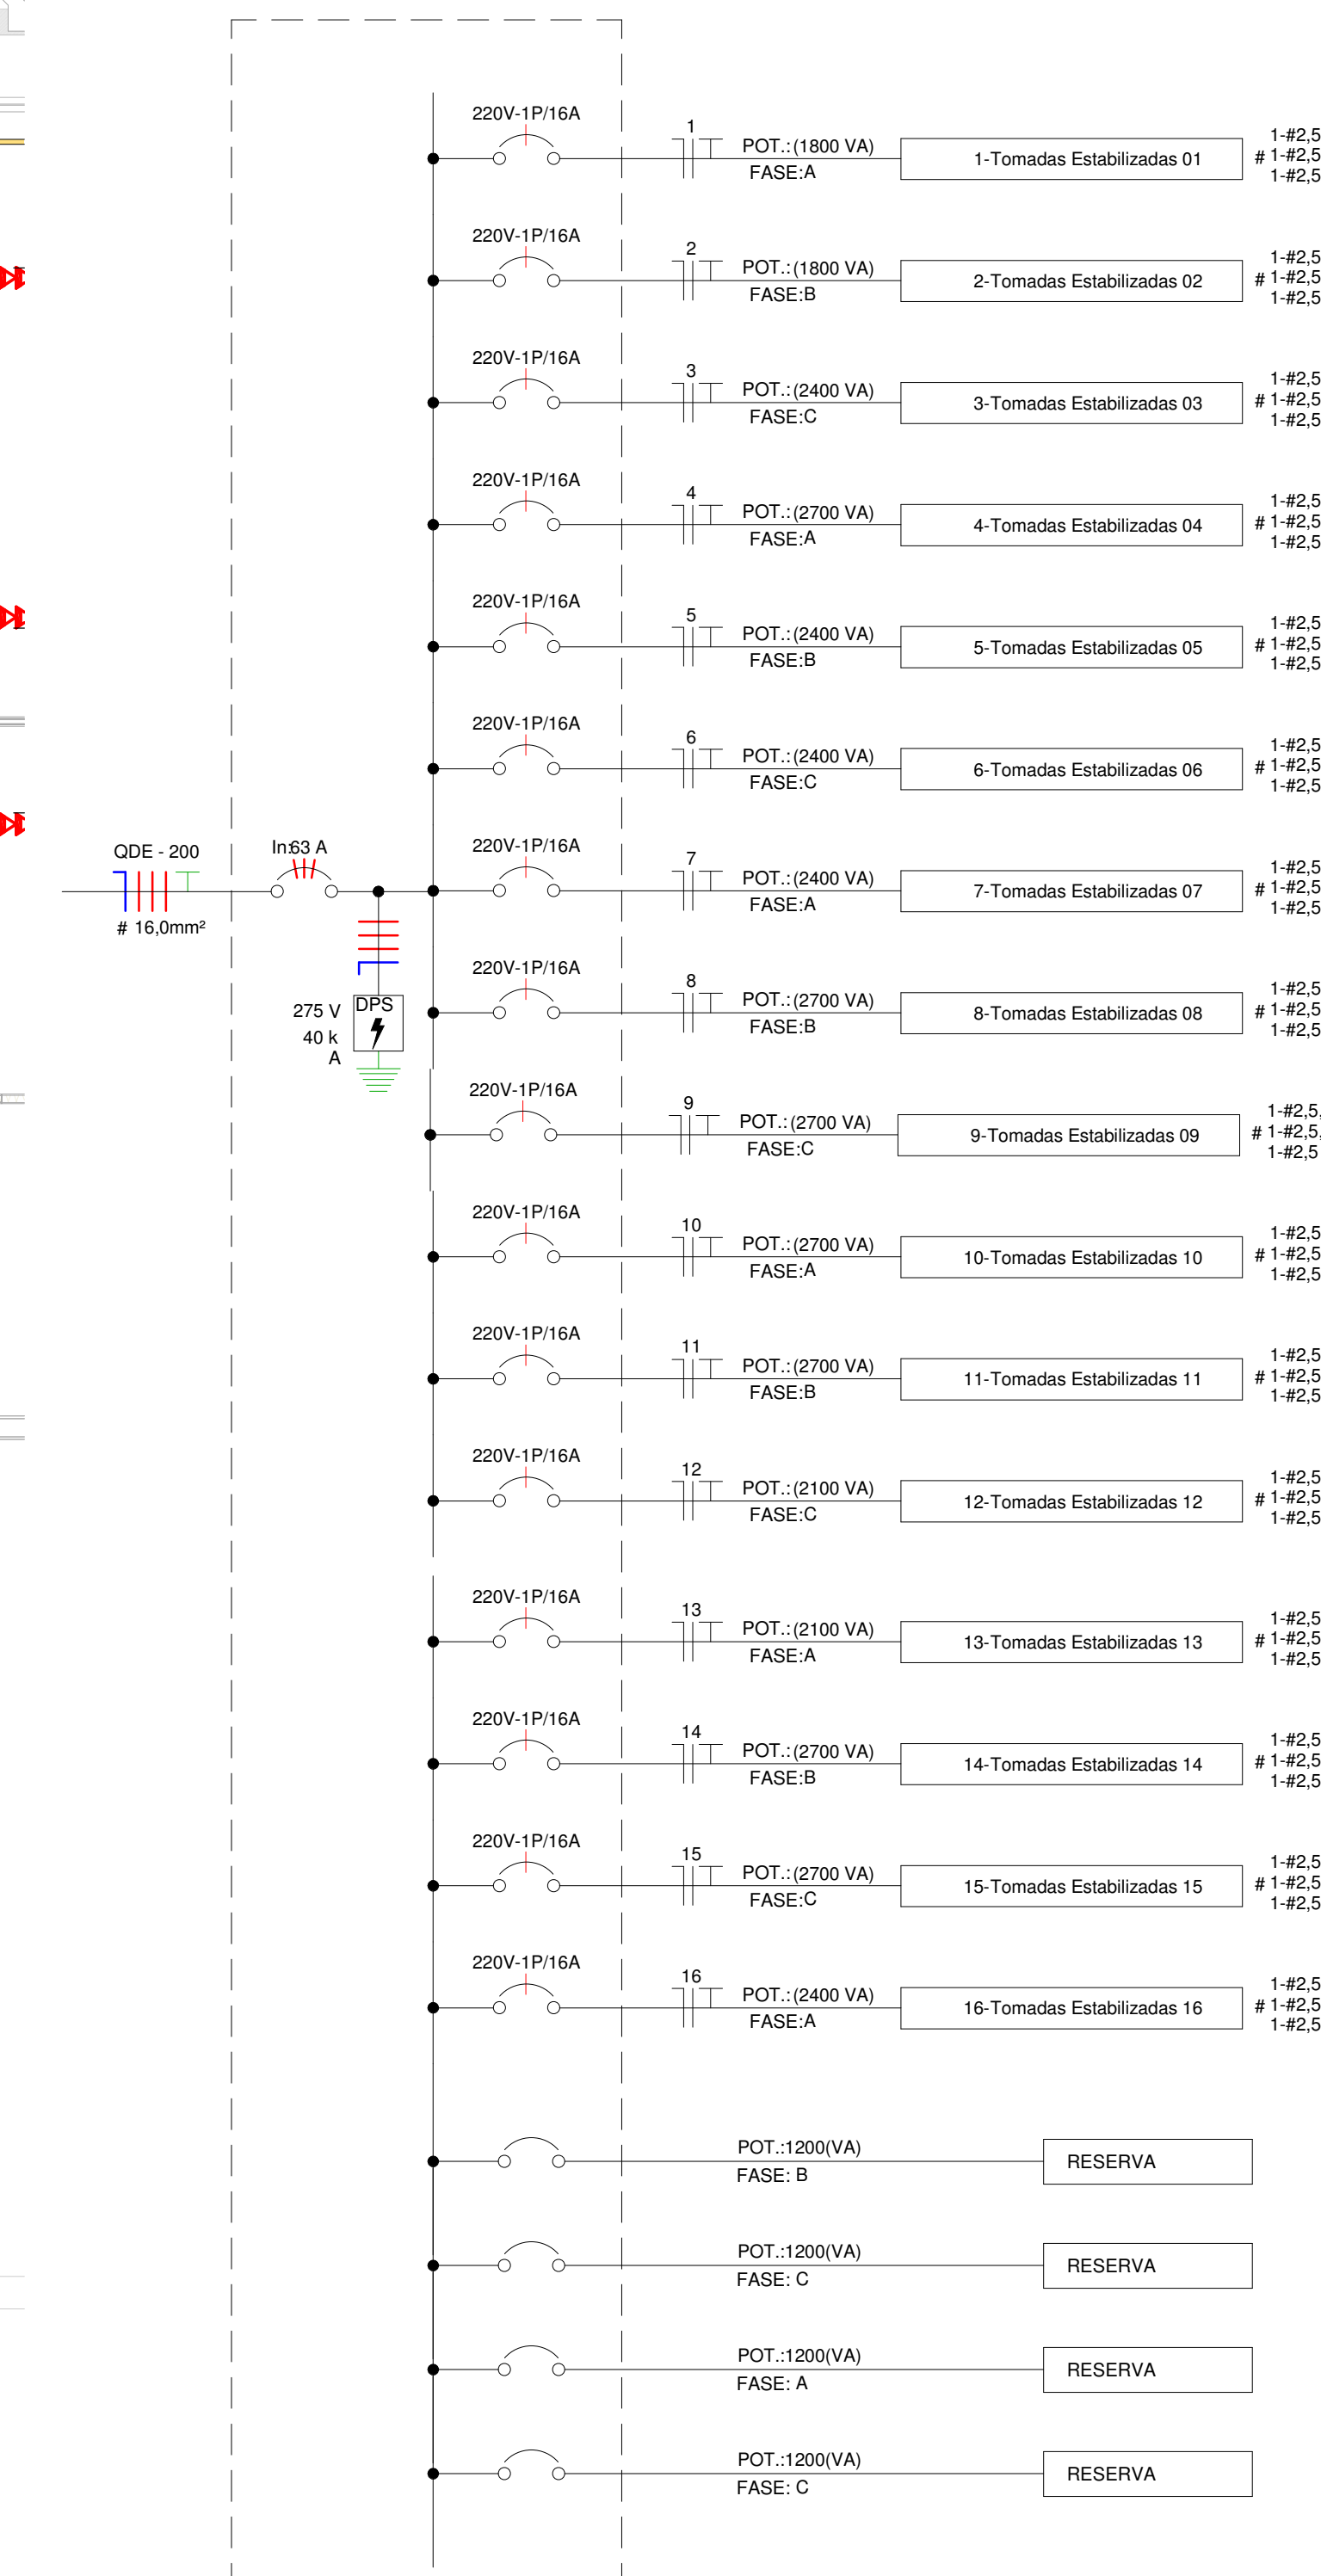 220V-1P/16A
1
POT.:(1800 VA)
FASE:A
1-Tomadas Estabilizadas 01
1-#2,5
# 1-#2,5
1-#2,5
220V-1P/16A
2
POT.:(1800 VA)
FASE:B
2-Tomadas Estabilizadas 02
1-#2,5
# 1-#2,5
1-#2,5
220V-1P/16A
3
POT.:(2400 VA)
FASE:C
3-Tomadas Estabilizadas 03
1-#2,5
# 1-#2,5
1-#2,5
220V-1P/16A
4
POT.:(2700 VA)
FASE:A
4-Tomadas Estabilizadas 04
1-#2,5
# 1-#2,5
1-#2,5
220V-1P/16A
5
POT.:(2400 VA)
FASE:B
5-Tomadas Estabilizadas 05
1-#2,5
# 1-#2,5
1-#2,5
220V-1P/16A
6
POT.:(2400 VA)
FASE:C
6-Tomadas Estabilizadas 06
1-#2,5
# 1-#2,5
1-#2,5
QDE - 200
# 16,0mm²
In:63 A
220V-1P/16A
7
POT.:(2400 VA)
FASE:A
7-Tomadas Estabilizadas 07
1-#2,5
# 1-#2,5
1-#2,5
275 V
40 k
A
DPS
220V-1P/16A
8
POT.:(2700 VA)
FASE:B
8-Tomadas Estabilizadas 08
1-#2,5
# 1-#2,5
1-#2,5
220V-1P/16A
9
POT.:(2700 VA)
FASE:C
9-Tomadas Estabilizadas 09
1-#2,5,
# 1-#2,5,
1-#2,5
220V-1P/16A
10
POT.:(2700 VA)
FASE:A
10-Tomadas Estabilizadas 10
1-#2,5
# 1-#2,5
1-#2,5
220V-1P/16A
11
POT.:(2700 VA)
FASE:B
11-Tomadas Estabilizadas 11
1-#2,5
# 1-#2,5
1-#2,5
220V-1P/16A
12
POT.:(2100 VA)
FASE:C
12-Tomadas Estabilizadas 12
1-#2,5
# 1-#2,5
1-#2,5
220V-1P/16A
13
POT.:(2100 VA)
FASE:A
13-Tomadas Estabilizadas 13
1-#2,5
# 1-#2,5
1-#2,5
220V-1P/16A
14
POT.:(2700 VA)
FASE:B
14-Tomadas Estabilizadas 14
1-#2,5
# 1-#2,5
1-#2,5
220V-1P/16A
15
POT.:(2700 VA)
FASE:C
15-Tomadas Estabilizadas 15
1-#2,5
# 1-#2,5
1-#2,5
220V-1P/16A
16
POT.:(2400 VA)
FASE:A
16-Tomadas Estabilizadas 16
1-#2,5
# 1-#2,5
1-#2,5
POT.:1200(VA)
FASE: B
RESERVA
POT.:1200(VA)
FASE: C
RESERVA
POT.:1200(VA)
FASE: A
RESERVA
POT.:1200(VA)
FASE: C
RESERVA